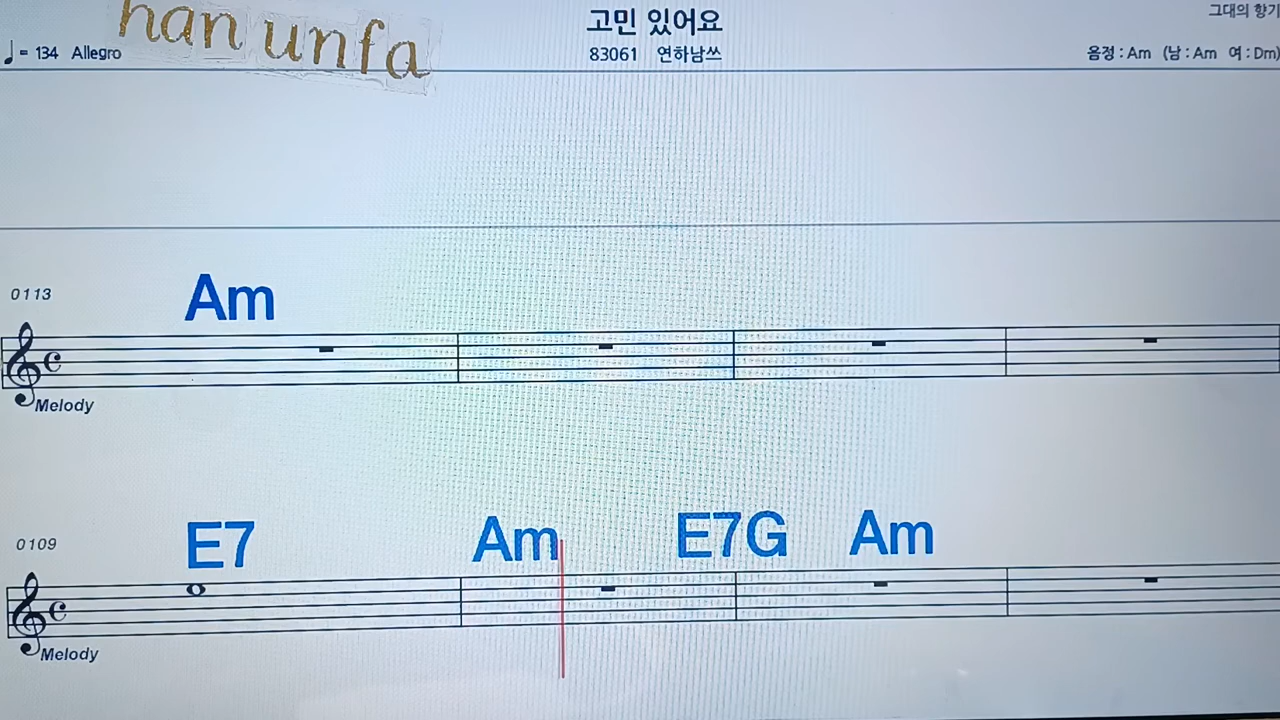 han unfa
고민 있어요
그대의 향기
♩= 134 Allegro
83061 연하남쓰
음정 : Am (남 : Am 여 : Dm)
0113
Am
Melody
0109
E7 Am E7G Am
Melody